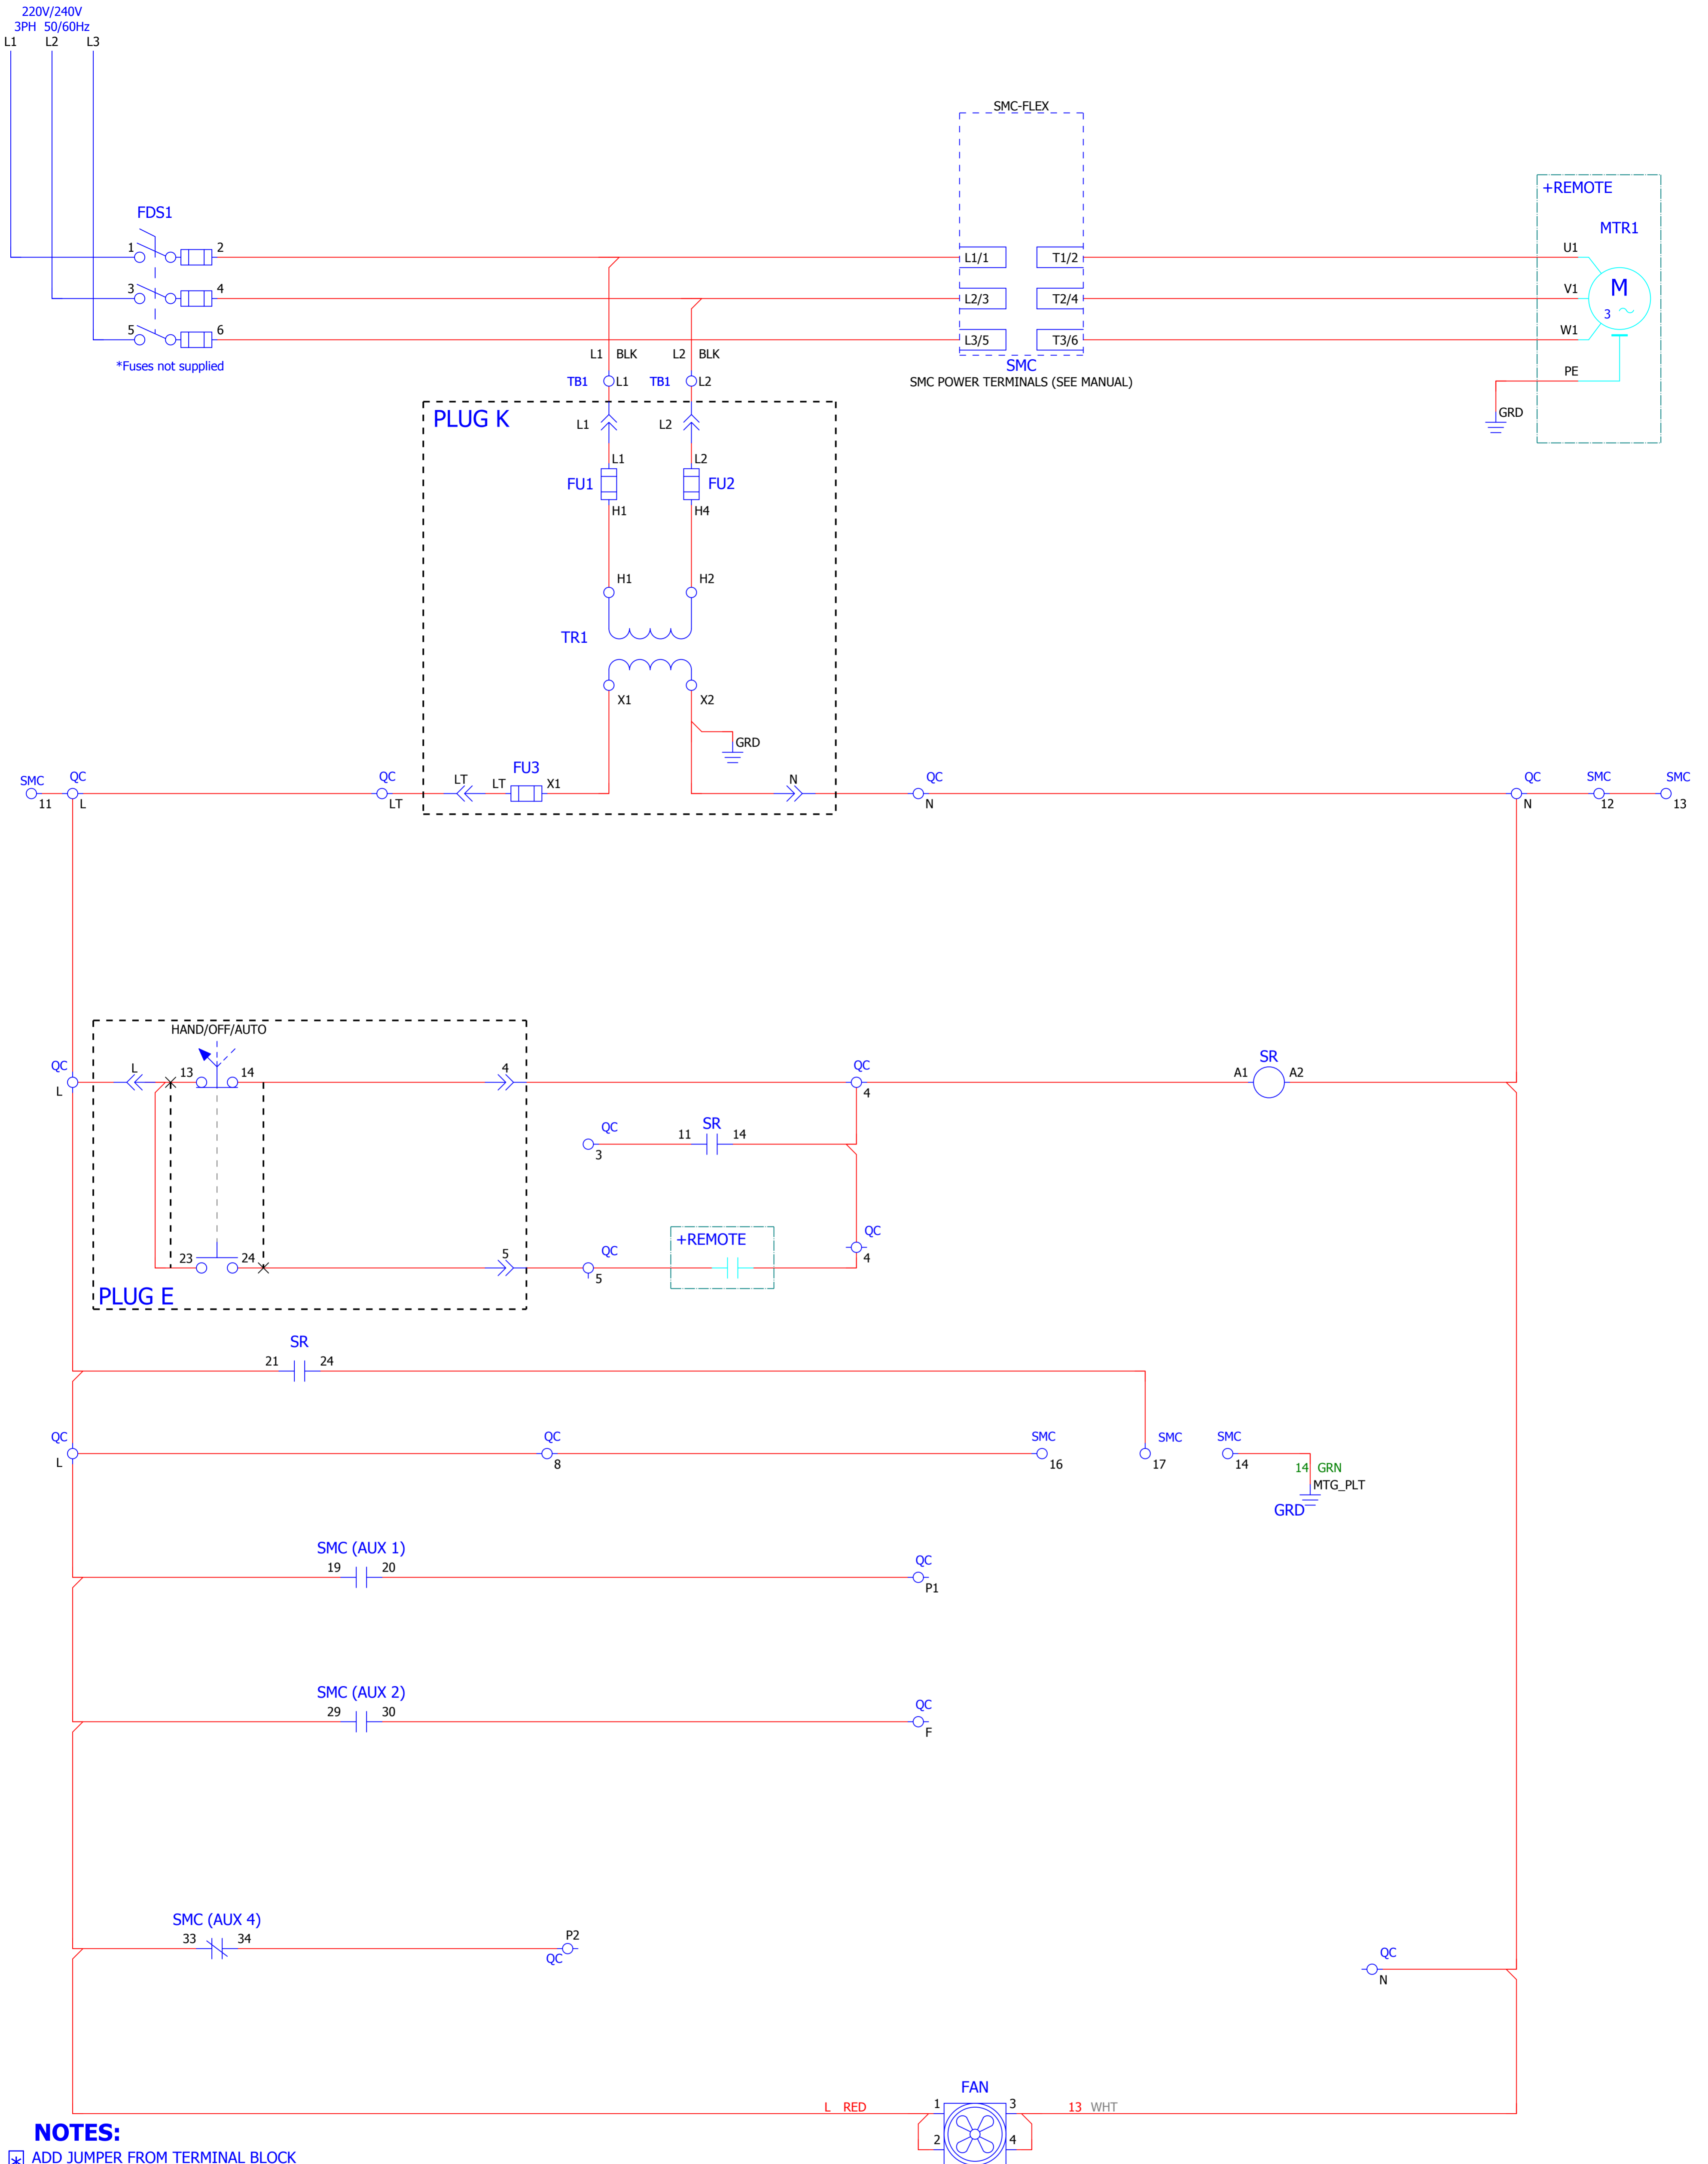 220V/240V
3PH 50/60Hz
L1 L2 L3
SMC-FLEX
+REMOTE
MTR1
FDS1
1 2
L1/1 T1/2
U1
3 4
L2/3 T2/4
V1
M
3
5 6
L3/5 T3/6
W1
*Fuses not supplied
L1 BLK L2 BLK
SMC
SMC POWER TERMINALS (SEE MANUAL)
PE
GRD
TB1 L1 TB1 L2
PLUG K
L1 L2
L1 L2
FU1 FU2
H1 H4
H1 H2
TR1
X1 X2
GRD
SMC QC QC LT LT FU3 X1 N QC QC SMC SMC
11 L LT N N 12 13
HAND/OFF/AUTO
QC L 13 14 4 QC SR
L 4 A1 A2
QC SR
3 11 14
QC
4
+REMOTE
23 24 5 QC
5
PLUG E
SR
21 24
QC QC SMC SMC SMC
L 8 16 17 14
14 GRN
MTG_PLT
GRD
SMC (AUX 1)
19 20 QC
P1
SMC (AUX 2)
29 30 QC
F
SMC (AUX 4)
33 34 P2
QC
QC
N
FAN
L RED 1 3 13 WHT
2 4
NOTES:
* ADD JUMPER FROM TERMINAL BLOCK